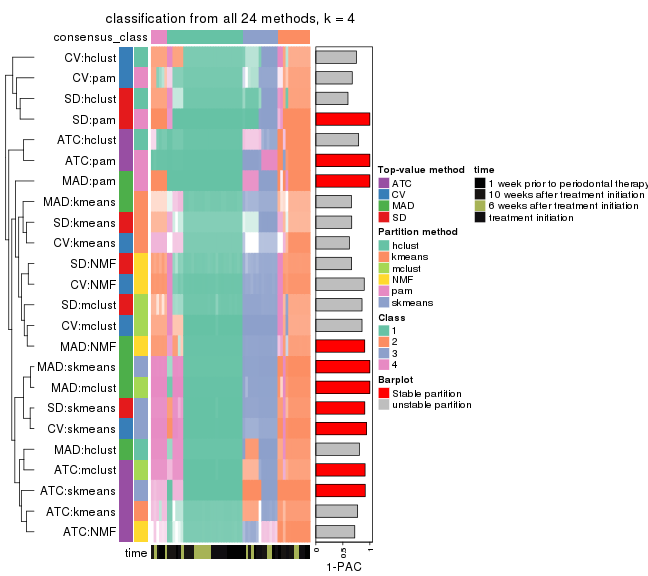 classification from all 24 methods, k = 4
consensus_class
CV:hclust
CV:pam
SD:hclust
SD:pam
ATC:hclust
ATC:pam
MAD:pam
MAD:kmeans
SD:kmeans
CV:kmeans
SD:NMF
CV:NMF
SD:mclust
CV:mclust
MAD:NMF
MAD:skmeans
MAD:mclust
SD:skmeans
CV:skmeans
MAD:hclust
ATC:mclust
ATC:skmeans
ATC:kmeans
ATC:NMF
time
0
0.5
1
1-PAC
Top-value method
ATC
CV
MAD
SD
Partition method
hclust
kmeans
mclust
NMF
pam
skmeans
Class
1
2
3
4
Barplot
Stable partition
unstable partition
time
1 week prior to periodontal therapy
10 weeks after treatment initiation
6 weeks after treatment initiation
treatment initiation